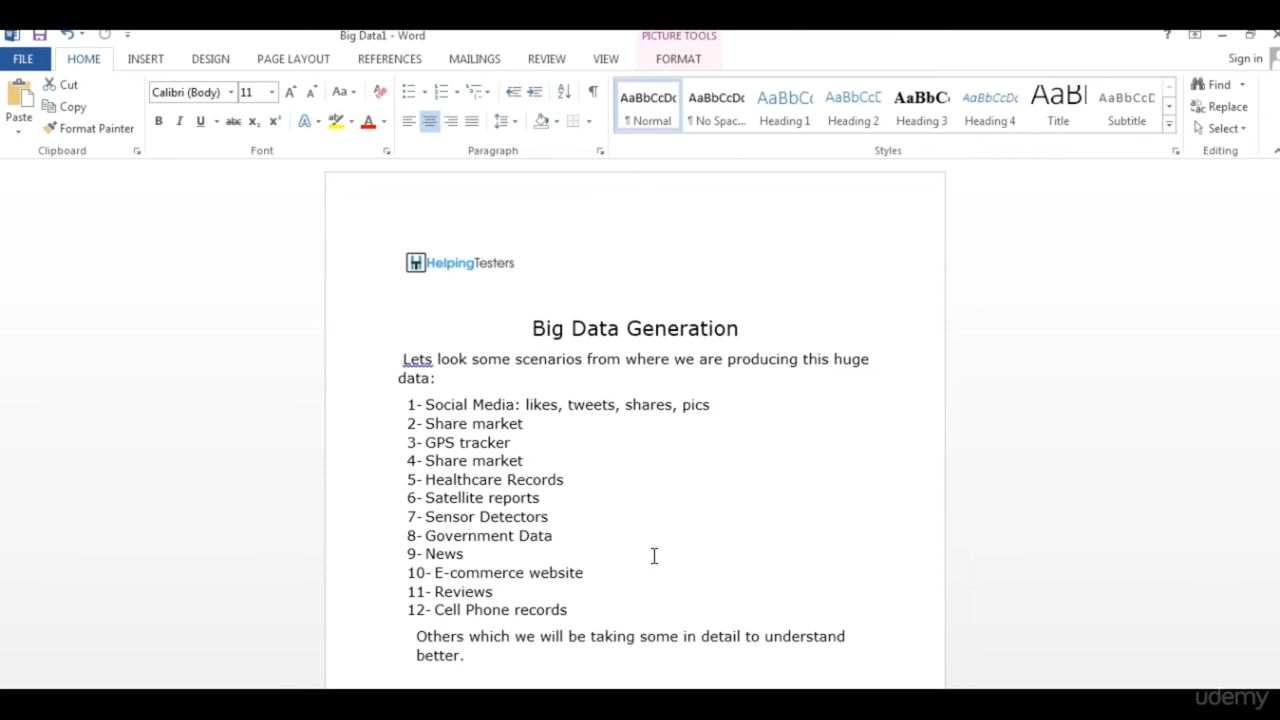 Big Data1 - Word
PICTURE TOOLS
?
FILE
HOME
INSERT
DESIGN
PAGE LAYOUT
REFERENCES
MAILINGS
REVIEW
VIEW
FORMAT
Sign in
Paste
Cut
Copy
Format Painter
Clipboard
Calibri (Body)
11
Font
Paragraph
AaBbCcDc
¶ Normal
AaBbCcDc
¶ No Spac...
AaBbC
Heading 1
AaBbCcD
Heading 2
AaBbC
Heading 3
AaBbCcDc
Heading 4
AaBl
Title
AaBbCcD
Subtitle
Styles
Find
Replace
Select
Editing
HelpingTesters
Big Data Generation
Lets look some scenarios from where we are producing this huge
data:
1- Social Media: likes, tweets, shares, pics
2- Share market
3- GPS tracker
4- Share market
5- Healthcare Records
6- Satellite reports
7- Sensor Detectors
8- Government Data
9- News
10- E-commerce website
11- Reviews
12- Cell Phone records
Others which we will be taking some in detail to understand
better.
udemy